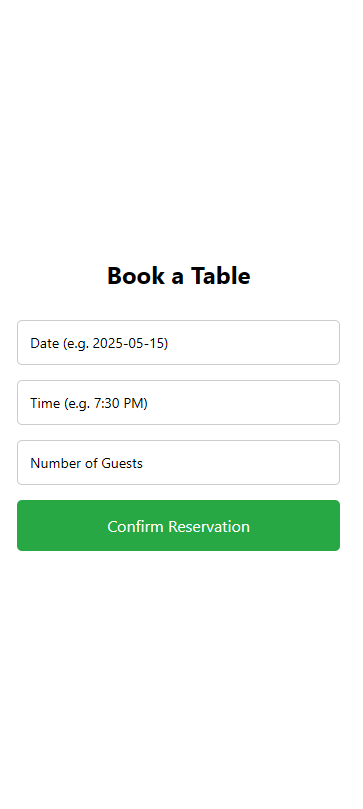 Book a Table
Date (e.g. 2025-05-15)
Time (e.g. 7:30 PM)
Number of Guests
Confirm Reservation